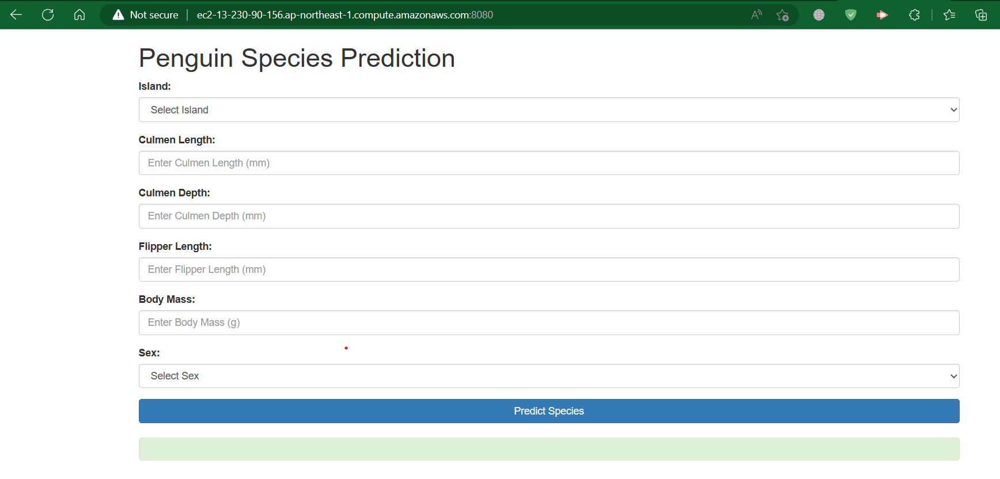 Not secure | ec2-13-230-90-156.ap-northeast-1.compute.amazonaws.com:8080
Penguin Species Prediction
Island:
Select Island
Culmen Length:
Enter Culmen Length (mm)
Culmen Depth:
Enter Culmen Depth (mm)
Flipper Length:
Enter Flipper Length (mm)
Body Mass:
Enter Body Mass (g)
Sex:
Select Sex
Predict Species